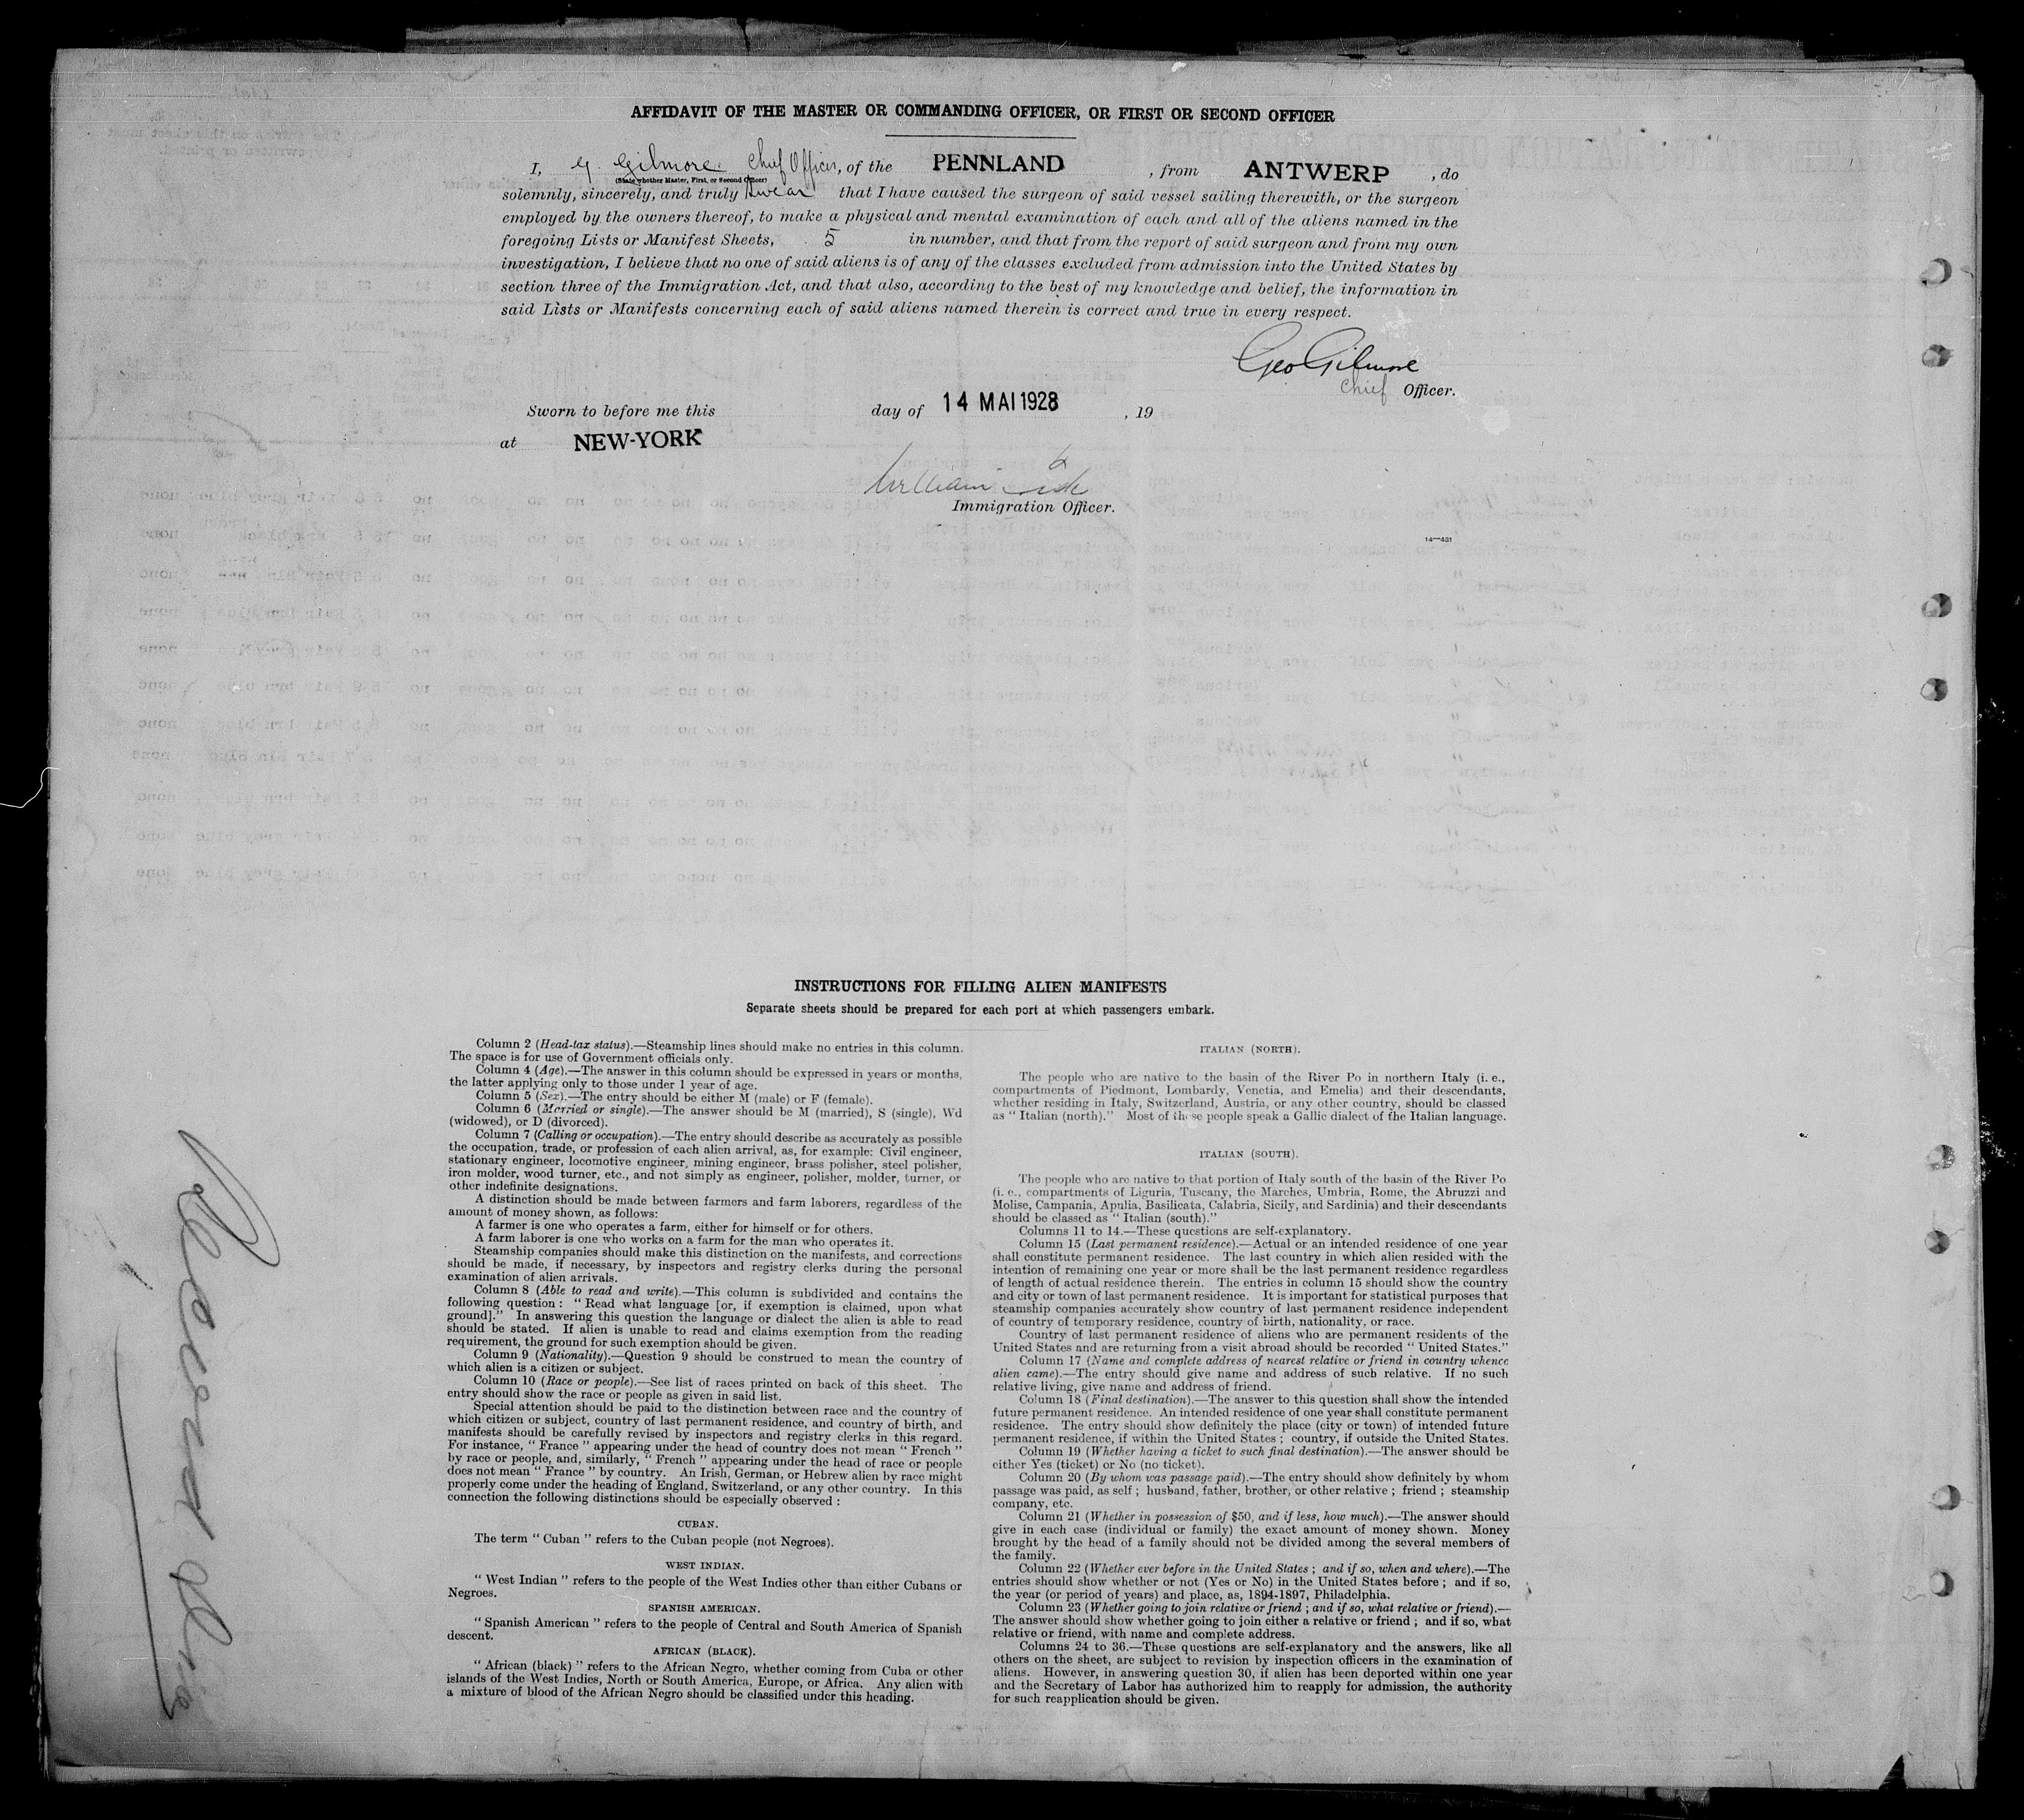 AFFIDAVIT OF THE MASTER OR COMMANDING OFFICER, OR FIRST OR SECOND OFFICER
I, G. Gilmore Chief Officer, of the PENNLAND, from ANTWERP, do
(State whether Master, First, or Second Officer)
solemnly, sincerely, and truly swear that I have caused the surgeon of said vessel sailing therewith, or the surgeon
employed by the owners thereof, to make a physical and mental examination of each and all of the aliens named in the
foregoing Lists or Manifest Sheets, 5 in number, and that from the report of said surgeon and from my own
investigation, I believe that no one of said aliens is of any of the classes excluded from admission into the United States by
section three of the Immigration Act, and that also, according to the best of my knowledge and belief, the information in
said Lists or Manifests concerning each of said aliens named therein is correct and true in every respect.
Geo Gilmore
Chief Officer.
Sworn to before me this day of 14 MAI 1928, 19
at NEW-YORK
William
Immigration Officer.
14—431
INSTRUCTIONS FOR FILLING ALIEN MANIFESTS
Separate sheets should be prepared for each port at which passengers embark.
Column 2 (Head-tax status).—Steamship lines should make no entries in this column.
The space is for use of Government officials only.
Column 4 (Age).—The answer in this column should be expressed in years or months,
the latter applying only to those under 1 year of age.
Column 5 (Sex).—The entry should be either M (male) or F (female).
Column 6 (Married or single).—The answer should be M (married), S (single), Wd
(widowed), or D (divorced).
Column 7 (Calling or occupation).—The entry should describe as accurately as possible
the occupation, trade, or profession of each alien arrival, as, for example: Civil engineer,
stationary engineer, locomotive engineer, mining engineer, brass polisher, steel polisher,
iron molder, wood turner, etc., and not simply as engineer, polisher, molder, turner, or
other indefinite designations.
A distinction should be made between farmers and farm laborers, regardless of the
amount of money shown, as follows:
A farmer is one who operates a farm, either for himself or for others.
A farm laborer is one who works on a farm for the man who operates it.
Steamship companies should make this distinction on the manifests, and corrections
should be made, if necessary, by inspectors and registry clerks during the personal
examination of alien arrivals.
Column 8 (Able to read and write).—This column is subdivided and contains the
following question: "Read what language [or, if exemption is claimed, upon what
ground]." In answering this question the language or dialect the alien is able to read
should be stated. If alien is unable to read and claims exemption from the reading
requirement, the ground for such exemption should be given.
Column 9 (Nationality).—Question 9 should be construed to mean the country of
which alien is a citizen or subject.
Column 10 (Race or people).—See list of races printed on back of this sheet. The
entry should show the race or people as given in said list.
Special attention should be paid to the distinction between race and the country of
which citizen or subject, country of last permanent residence, and country of birth, and
manifests should be carefully revised by inspectors and registry clerks in this regard.
For instance, "France" appearing under the head of country does not mean "French"
by race or people, and, similarly, "French" appearing under the head of race or people
does not mean "France" by country. An Irish, German, or Hebrew alien by race might
properly come under the heading of England, Switzerland, or any other country. In this
connection the following distinctions should be especially observed:
CUBAN.
The term "Cuban" refers to the Cuban people (not Negroes).
WEST INDIAN.
"West Indian" refers to the people of the West Indies other than either Cubans or
Negroes.
SPANISH AMERICAN.
"Spanish American" refers to the people of Central and South America of Spanish
descent.
AFRICAN (BLACK).
"African (black)" refers to the African Negro, whether coming from Cuba or other
islands of the West Indies, North or South America, Europe, or Africa. Any alien with
a mixture of blood of the African Negro should be classified under this heading.
ITALIAN (NORTH).
The people who are native to the basin of the River Po in northern Italy (i. e.,
compartments of Piedmont, Lombardy, Venetia, and Emelia) and their descendants,
whether residing in Italy, Switzerland, Austria, or any other country, should be classed
as "Italian (north)." Most of these people speak a Gallic dialect of the Italian language.
ITALIAN (SOUTH).
The people who are native to that portion of Italy south of the basin of the River Po
(i. e., compartments of Liguria, Tuscany, the Marches, Umbria, Rome, the Abruzzi and
Molise, Campania, Apulia, Basilicata, Calabria, Sicily, and Sardinia) and their descendants
should be classed as "Italian (south)."
Columns 11 to 14.—These questions are self-explanatory.
Column 15 (Last permanent residence).—Actual or an intended residence of one year
shall constitute permanent residence. The last country in which alien resided with the
intention of remaining one year or more shall be the last permanent residence regardless
of length of actual residence therein. The entries in column 15 should show the country
and city or town of last permanent residence. It is important for statistical purposes that
steamship companies accurately show country of last permanent residence independent
of country of temporary residence, country of birth, nationality, or race.
Country of last permanent residence of aliens who are permanent residents of the
United States and are returning from a visit abroad should be recorded "United States."
Column 17 (Name and complete address of nearest relative or friend in country whence
alien came).—The entry should give name and address of such relative. If no such
relative living, give name and address of friend.
Column 18 (Final destination).—The answer to this question shall show the intended
future permanent residence. An intended residence of one year shall constitute permanent
residence. The entry should show definitely the place (city or town) of intended future
permanent residence, if within the United States; country, if outside the United States.
Column 19 (Whether having a ticket to such final destination).—The answer should be
either Yes (ticket) or No (no ticket).
Column 20 (By whom was passage paid).—The entry should show definitely by whom
passage was paid, as self; husband, father, brother, or other relative; friend; steamship
company, etc.
Column 21 (Whether in possession of $50, and if less, how much).—The answer should
give in each case (individual or family) the exact amount of money shown. Money
brought by the head of a family should not be divided among the several members of
the family.
Column 22 (Whether ever before in the United States; and if so, when and where).—The
entries should show whether or not (Yes or No) in the United States before; and if so,
the year (or period of years) and place, as, 1894-1897, Philadelphia.
Column 23 (Whether going to join relative or friend; and if so, what relative or friend).—
The answer should show whether going to join either a relative or friend; and if so, what
relative or friend, with name and complete address.
Columns 24 to 36.—These questions are self-explanatory and the answers, like all
others on the sheet, are subject to revision by inspection officers in the examination of
aliens. However, in answering question 30, if alien has been deported within one year
and the Secretary of Labor has authorized him to reapply for admission, the authority
for such reapplication should be given.